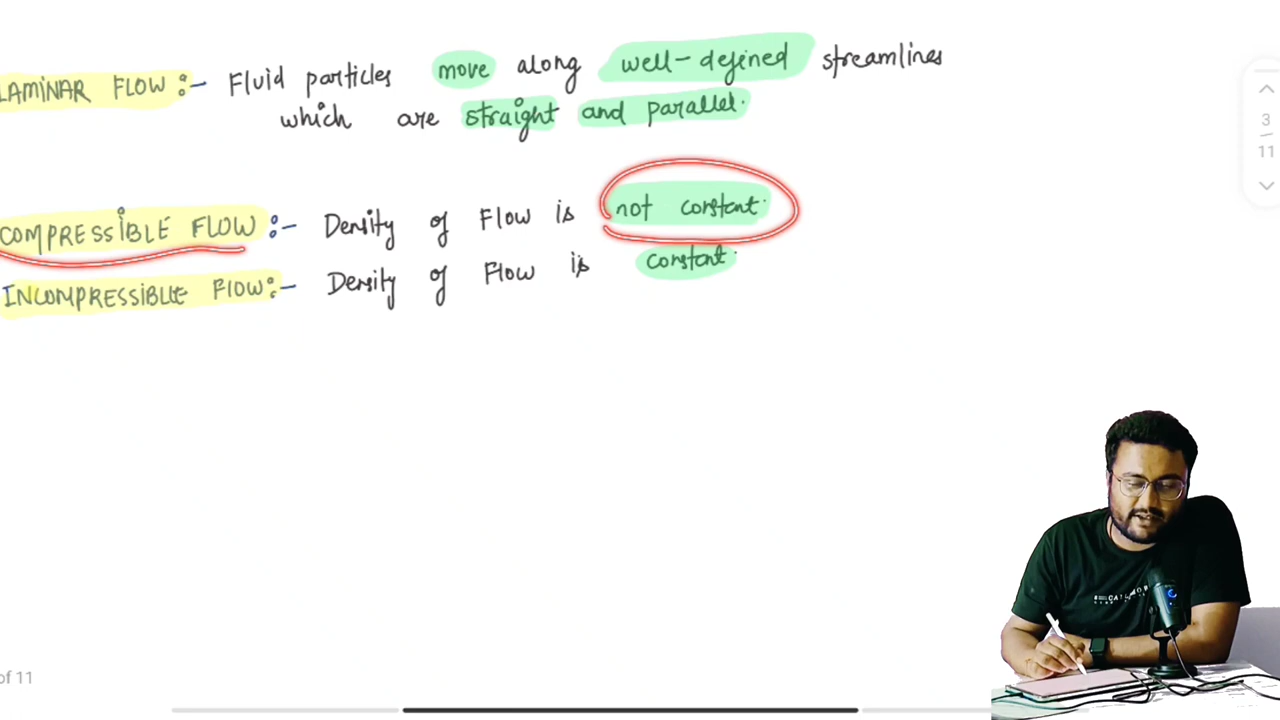 LAMINAR FLOW :- Fluid particles move along well-defined streamlines
which are straight and parallel.
COMPRESSIBLE FLOW :- Density of Flow is not constant.
INCOMPRESSIBLE FLOW :- Density of Flow is constant.
3
11
of 11